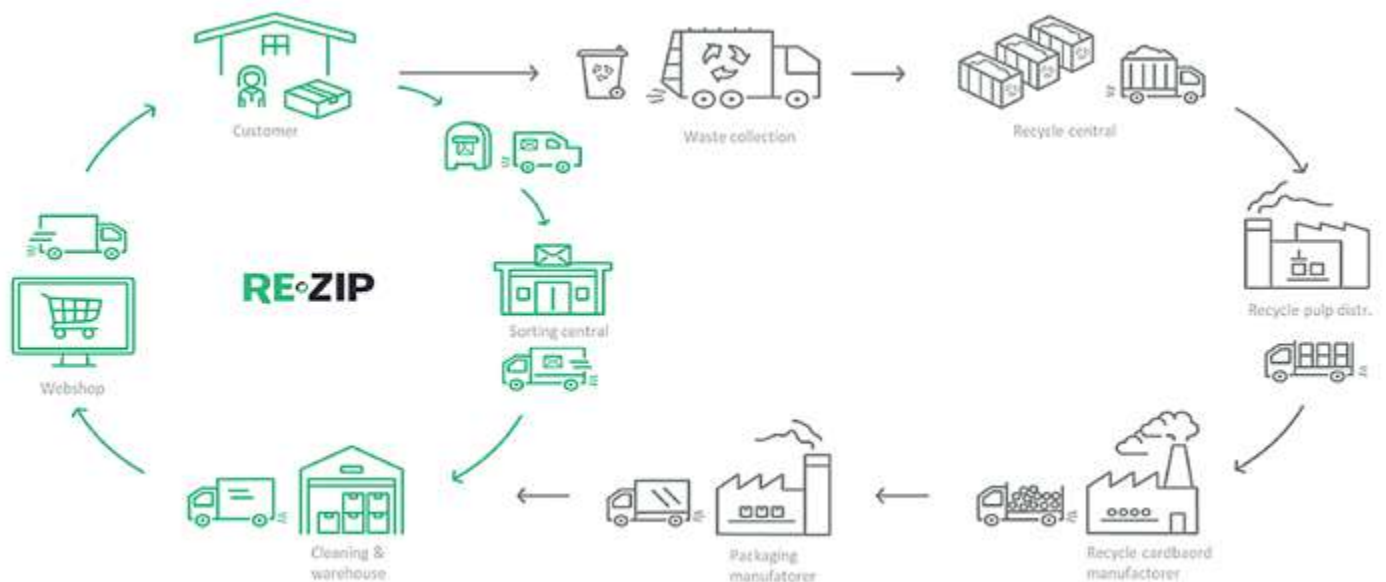 Customer
Waste collection
Recycle central
RE•ZIP
Recycle pulp distr.
Sorting central
Webshop
Cleaning &
warehouse
Packaging
manufatorer
Recycle cardbaord
manufactorer